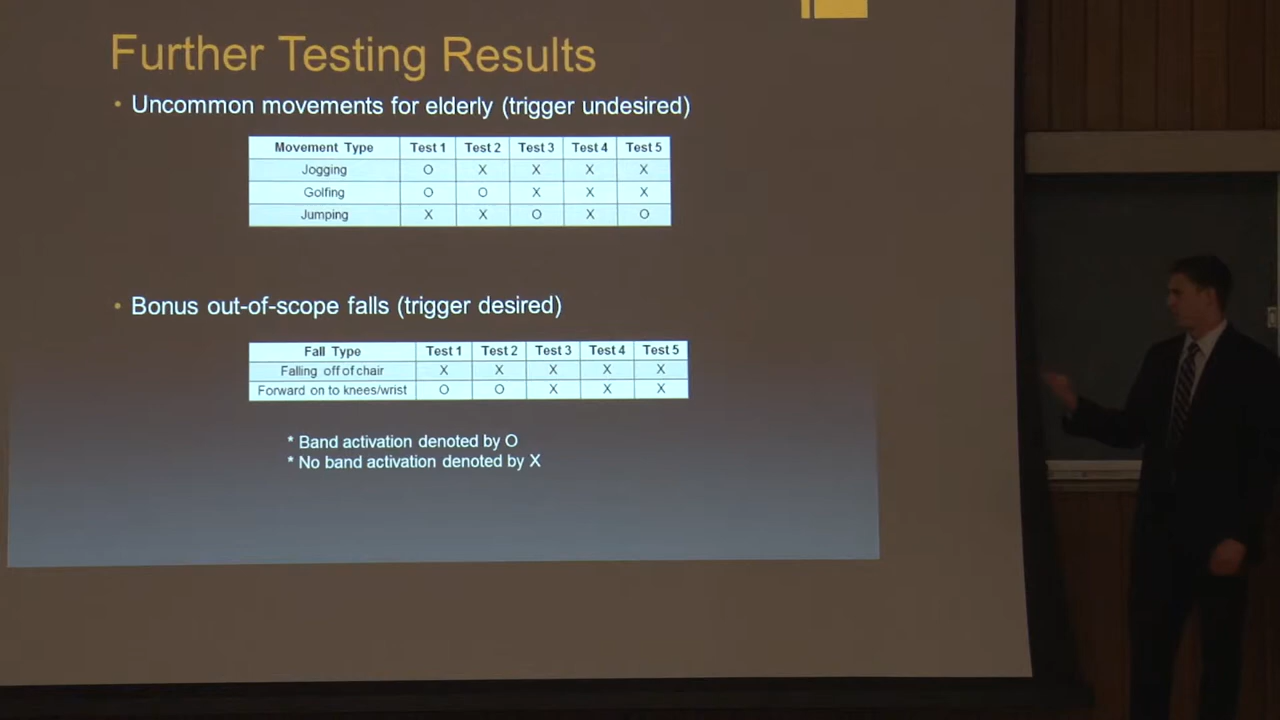 Further Testing Results
• Uncommon movements for elderly (trigger undesired)
Movement Type Test 1 Test 2 Test 3 Test 4 Test 5
Jogging O X X X X
Golfing O O X X X
Jumping X X O X O
• Bonus out-of-scope falls (trigger desired)
Fall Type Test 1 Test 2 Test 3 Test 4 Test 5
Falling off of chair X X X X X
Forward on to knees/wrist O O X X X
* Band activation denoted by O
* No band activation denoted by X